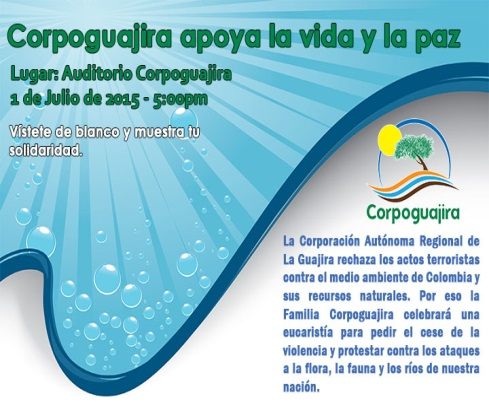 Corpoguajira apoya la vida y la paz
Lugar: Auditorio Corpoguajira
1 de Julio de 2015 - 5:00pm
Vístete de blanco y muestra tu
solidaridad.
Corpoguajira
La Corporación Autónoma Regional de
La Guajira rechaza los actos terroristas
contra el medio ambiente de Colombia y
sus recursos naturales. Por eso la
Familia Corpoguajira celebrará una
eucaristía para pedir el cese de la
violencia y protestar contra los ataques
a la flora, la fauna y los ríos de nuestra
nación.